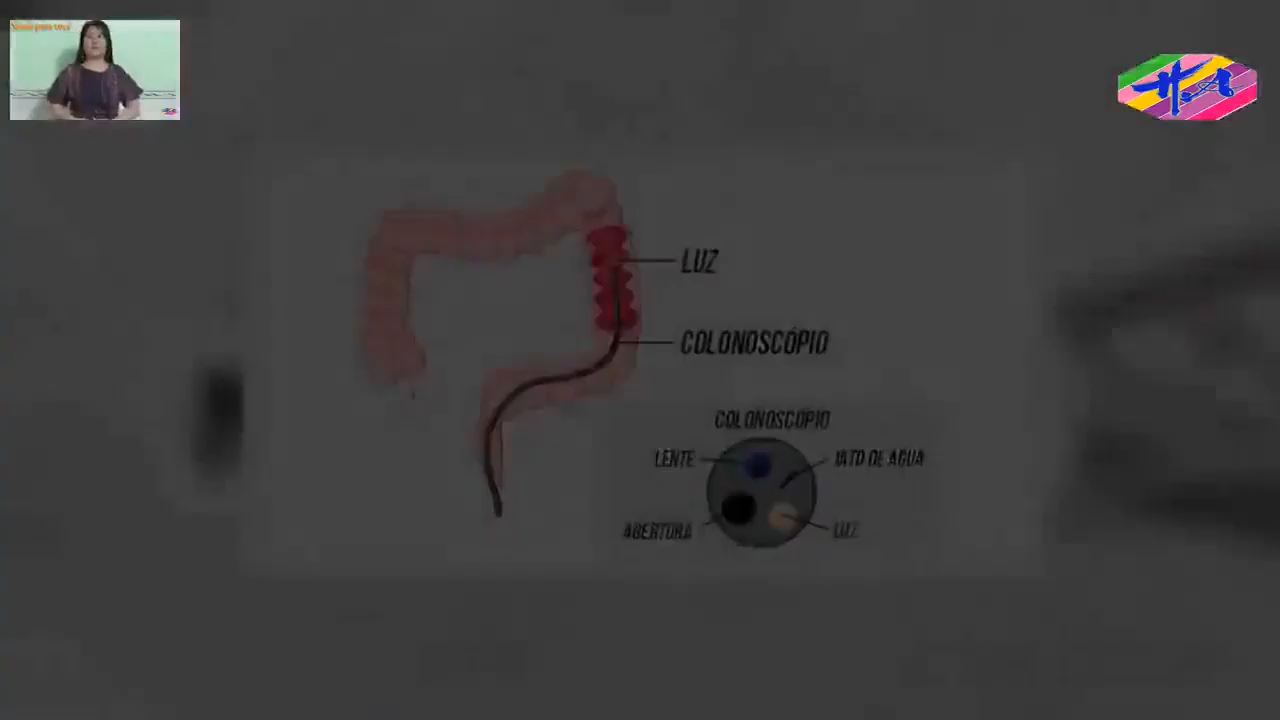 H.A
LUZ
COLONOSCÓPIO
COLONOSCÓPIO
LENTE
JATO DE ÁGUA
ABERTURA
LUZ